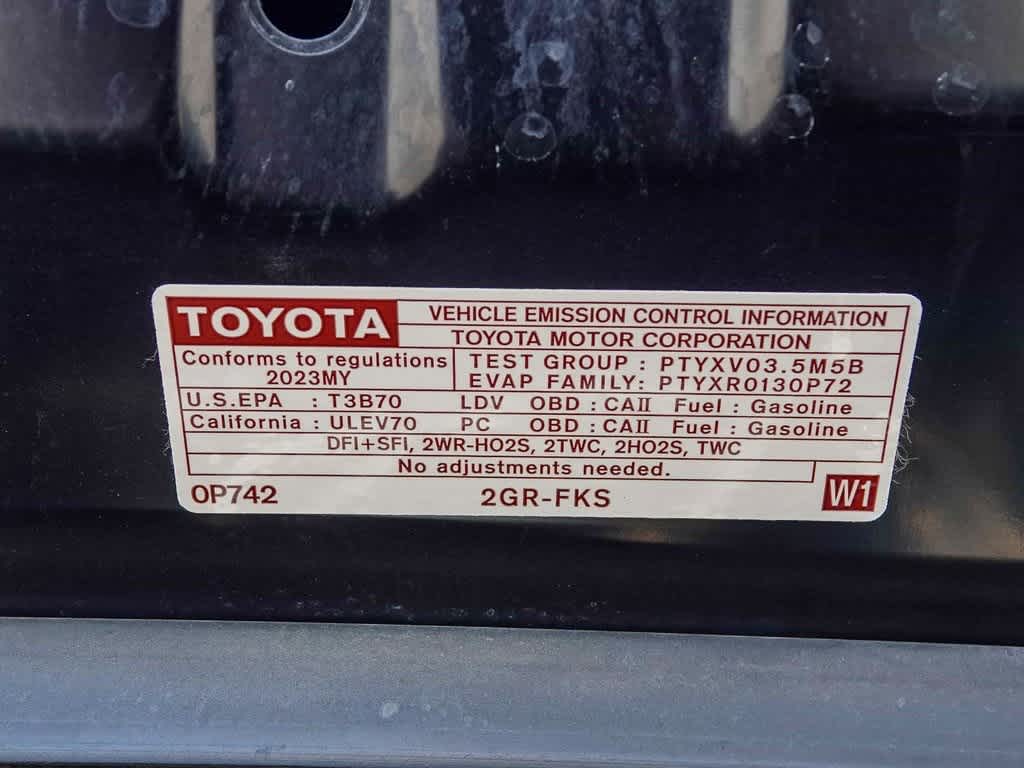 TOYOTA VEHICLE EMISSION CONTROL INFORMATION
TOYOTA MOTOR CORPORATION
Conforms to regulations TEST GROUP : PTYXV03.5M5B
2023MY EVAP FAMILY: PTYXR0130P72
U.S.EPA : T3B70 LDV OBD : CAII Fuel : Gasoline
California : ULEV70 PC OBD : CAII Fuel : Gasoline
DFI+SFI, 2WR-HO2S, 2TWC, 2HO2S, TWC
No adjustments needed.
0P742 2GR-FKS W1